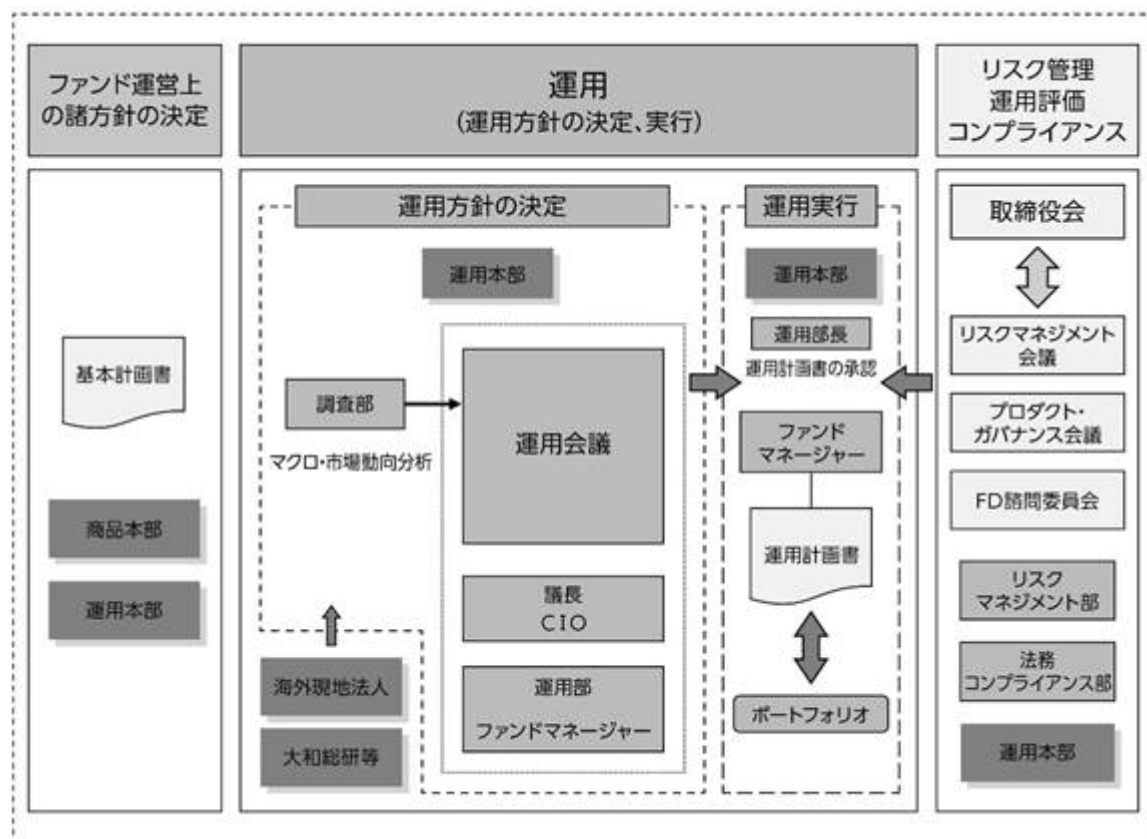 ファンド運営上
の諸方針の決定
運用
(運用方針の決定、実行)
リスク管理
運用評価
コンプライアンス
基本計画書
商品本部
運用本部
運用方針の決定
運用本部
調査部
マクロ・市場動向分析
運用会議
議長
CIO
運用部
ファンドマネージャー
海外現地法人
大和総研等
運用実行
運用本部
運用部長
運用計画書の承認
ファンド
マネージャー
運用計画書
ポートフォリオ
取締役会
リスクマネジメント
会議
プロダクト・
ガバナンス会議
FD諮問委員会
リスク
マネジメント部
法務
コンプライアンス部
運用本部